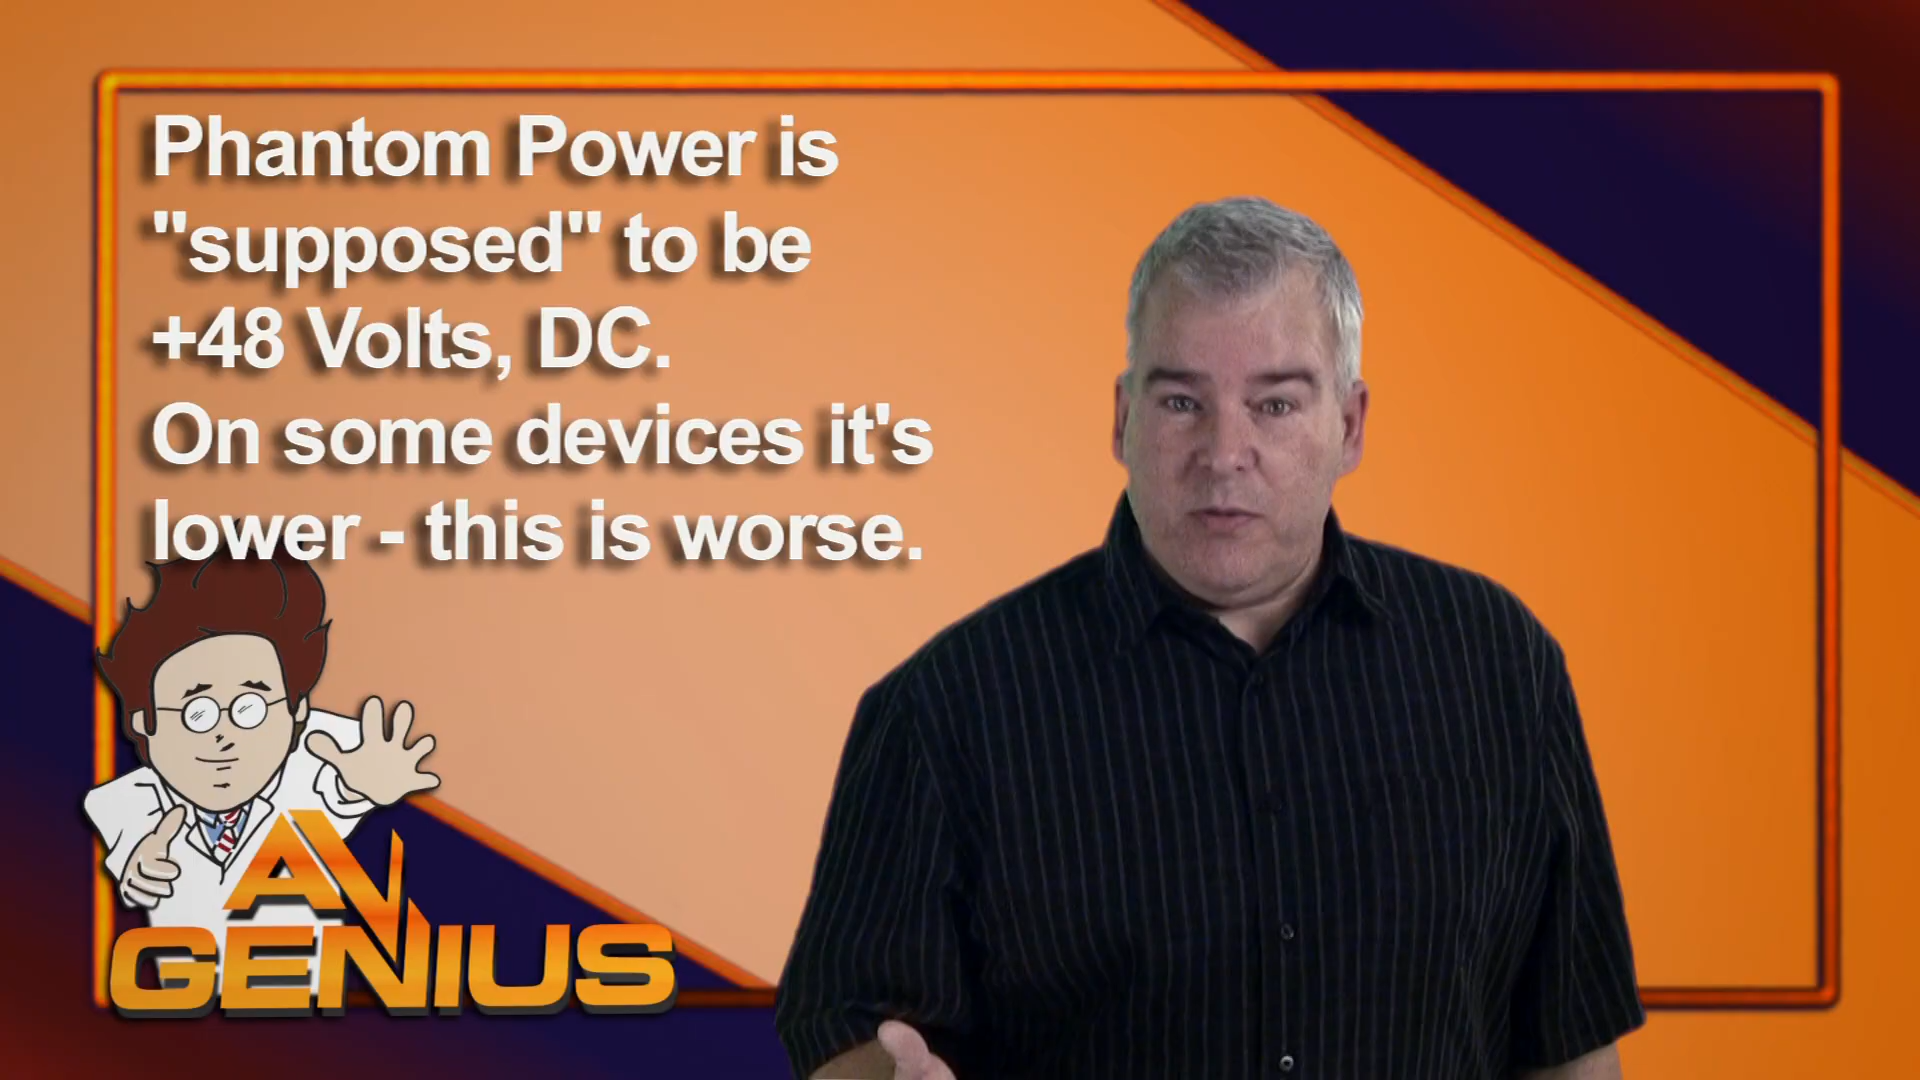 Phantom Power is
"supposed" to be
+48 Volts, DC.
On some devices it's
lower - this is worse.
AV
GENIUS